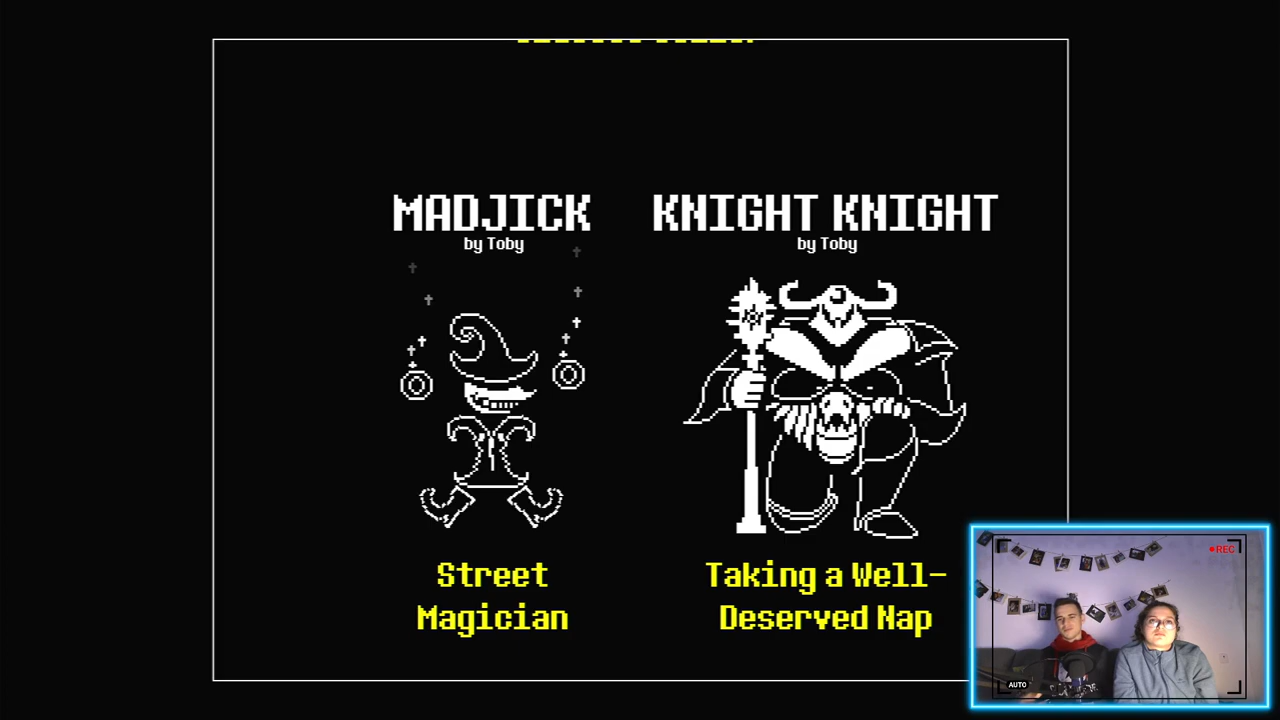 MADJICK
by Toby
KNIGHT KNIGHT
by Toby
Street
Magician
Taking a Well-
Deserved Nap
REC
AUTO